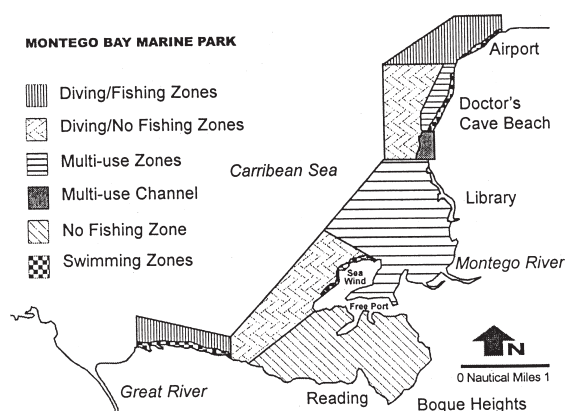 MONTEGO BAY MARINE PARK
Diving/Fishing Zones
Diving/No Fishing Zones
Multi-use Zones
Multi-use Channel
No Fishing Zone
Swimming Zones
Carribean Sea
Airport
Doctor's
Cave Beach
Library
Montego River
Sea
Wind
Free Port
Great River
Reading
N
0 Nautical Miles 1
Bogue Heights